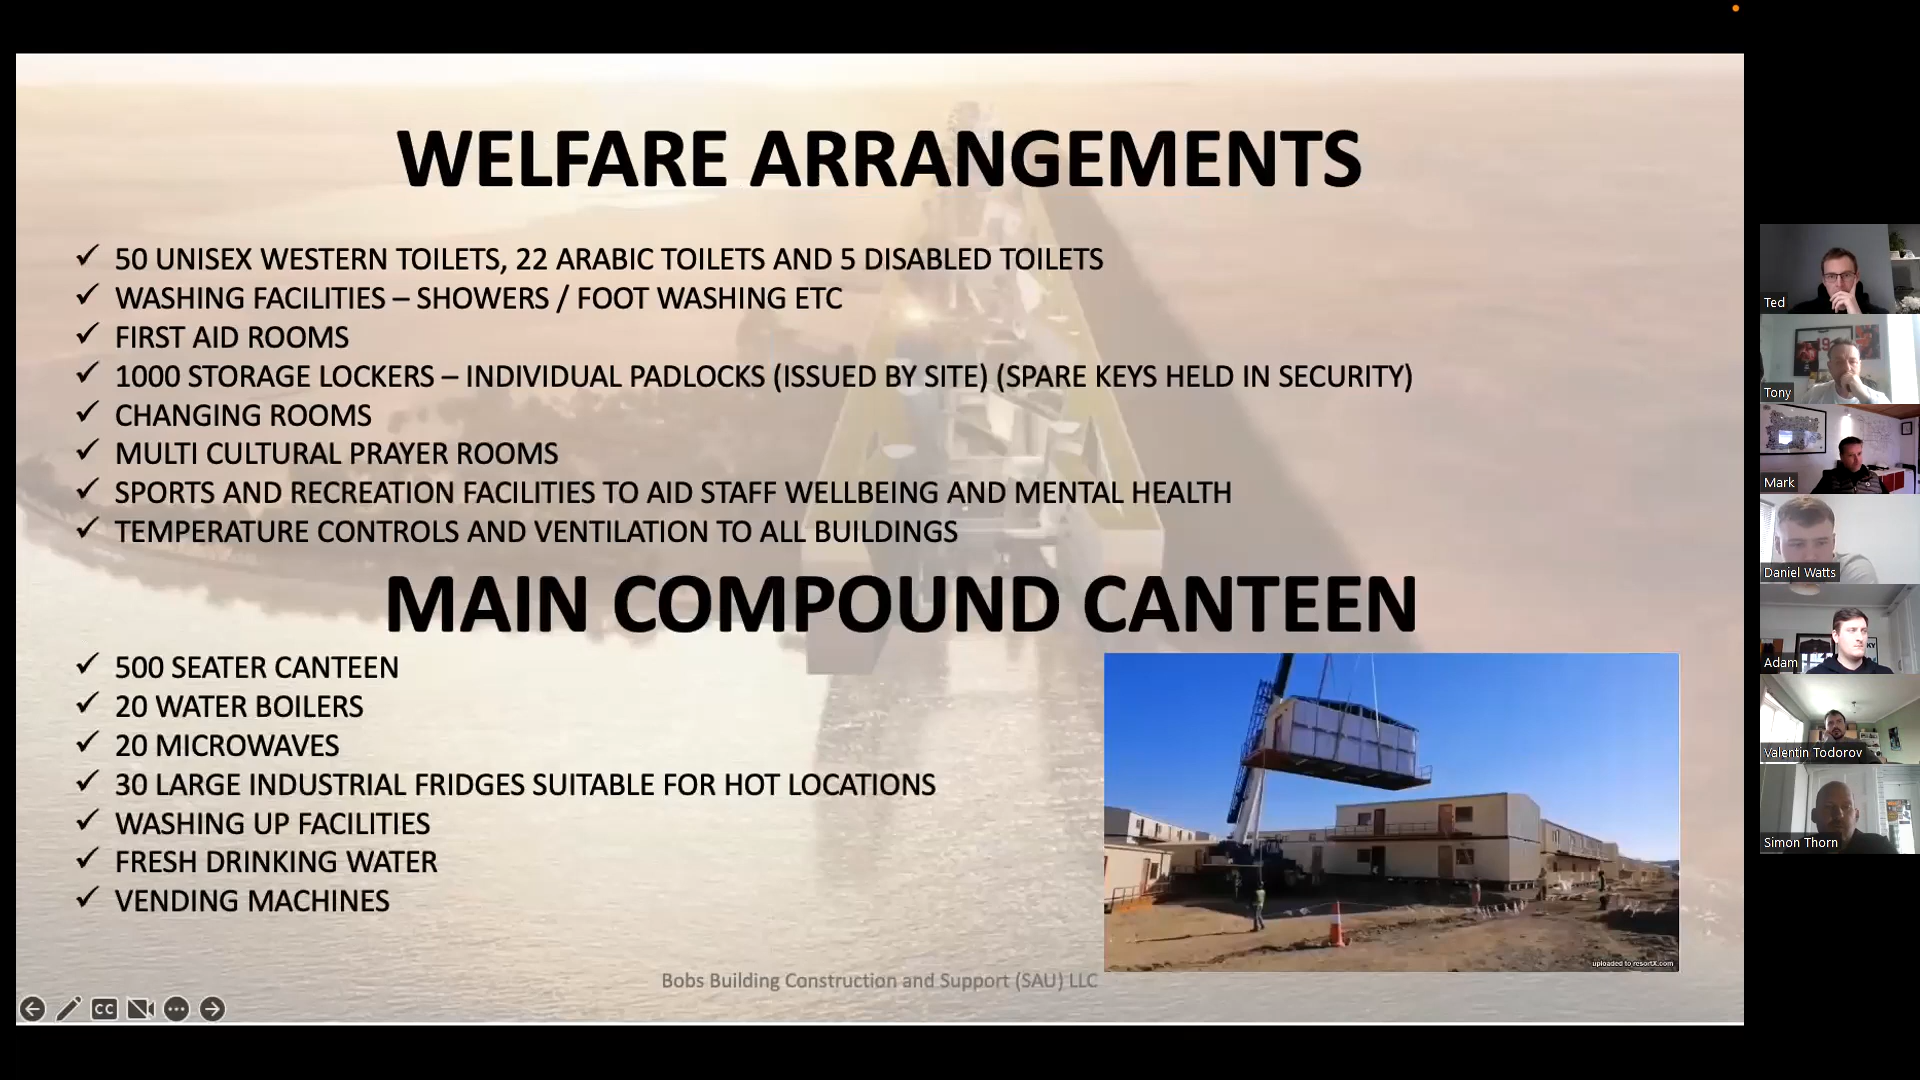 WELFARE ARRANGEMENTS
50 UNISEX WESTERN TOILETS, 22 ARABIC TOILETS AND 5 DISABLED TOILETS
WASHING FACILITIES – SHOWERS / FOOT WASHING ETC
FIRST AID ROOMS
1000 STORAGE LOCKERS – INDIVIDUAL PADLOCKS (ISSUED BY SITE) (SPARE KEYS HELD IN SECURITY)
CHANGING ROOMS
MULTI CULTURAL PRAYER ROOMS
SPORTS AND RECREATION FACILITIES TO AID STAFF WELLBEING AND MENTAL HEALTH
TEMPERATURE CONTROLS AND VENTILATION TO ALL BUILDINGS
MAIN COMPOUND CANTEEN
500 SEATER CANTEEN
20 WATER BOILERS
20 MICROWAVES
30 LARGE INDUSTRIAL FRIDGES SUITABLE FOR HOT LOCATIONS
WASHING UP FACILITIES
FRESH DRINKING WATER
VENDING MACHINES
uploaded to resortX.com
Bobs Building Construction and Support (SAU) LLC
CC
Ted
Tony
Mark
Daniel Watts
Adam
Valentin Todorov
Simon Thorn